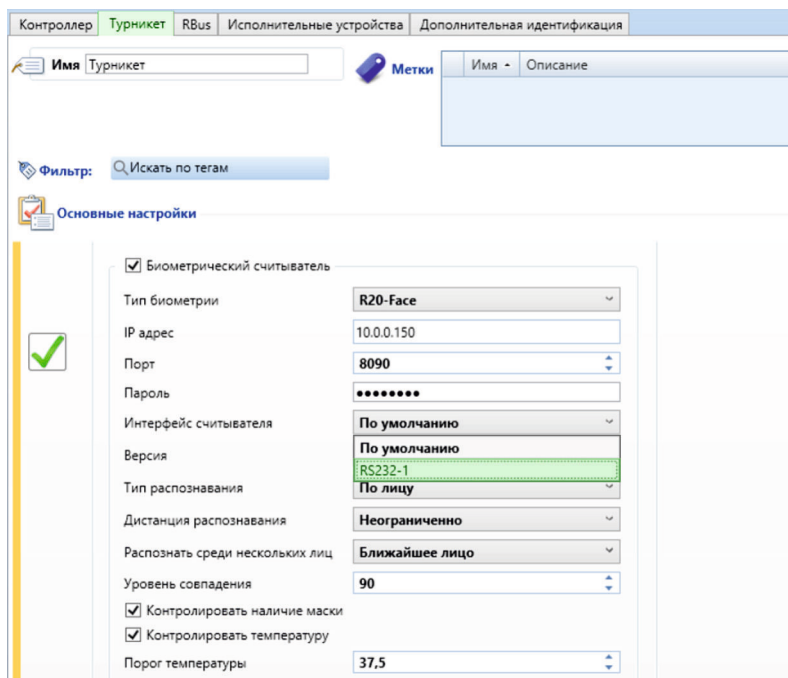 Контроллер Турникет RBus Исполнительные устройства Дополнительная идентификация
Имя Турникет Метки Имя Описание
Фильтр: Искать по тегам
Основные настройки
Биометрический считыватель
Тип биометрии R20-Face
IP адрес 10.0.0.150
Порт 8090
Пароль ●●●●●●●●
Интерфейс считывателя По умолчанию
По умолчанию
Версия
RS232-1
Тип распознавания По лицу
Дистанция распознавания Неограниченно
Распознать среди нескольких лиц Ближайшее лицо
Уровень совпадения 90
Контролировать наличие маски
Контролировать температуру
Порог температуры 37,5